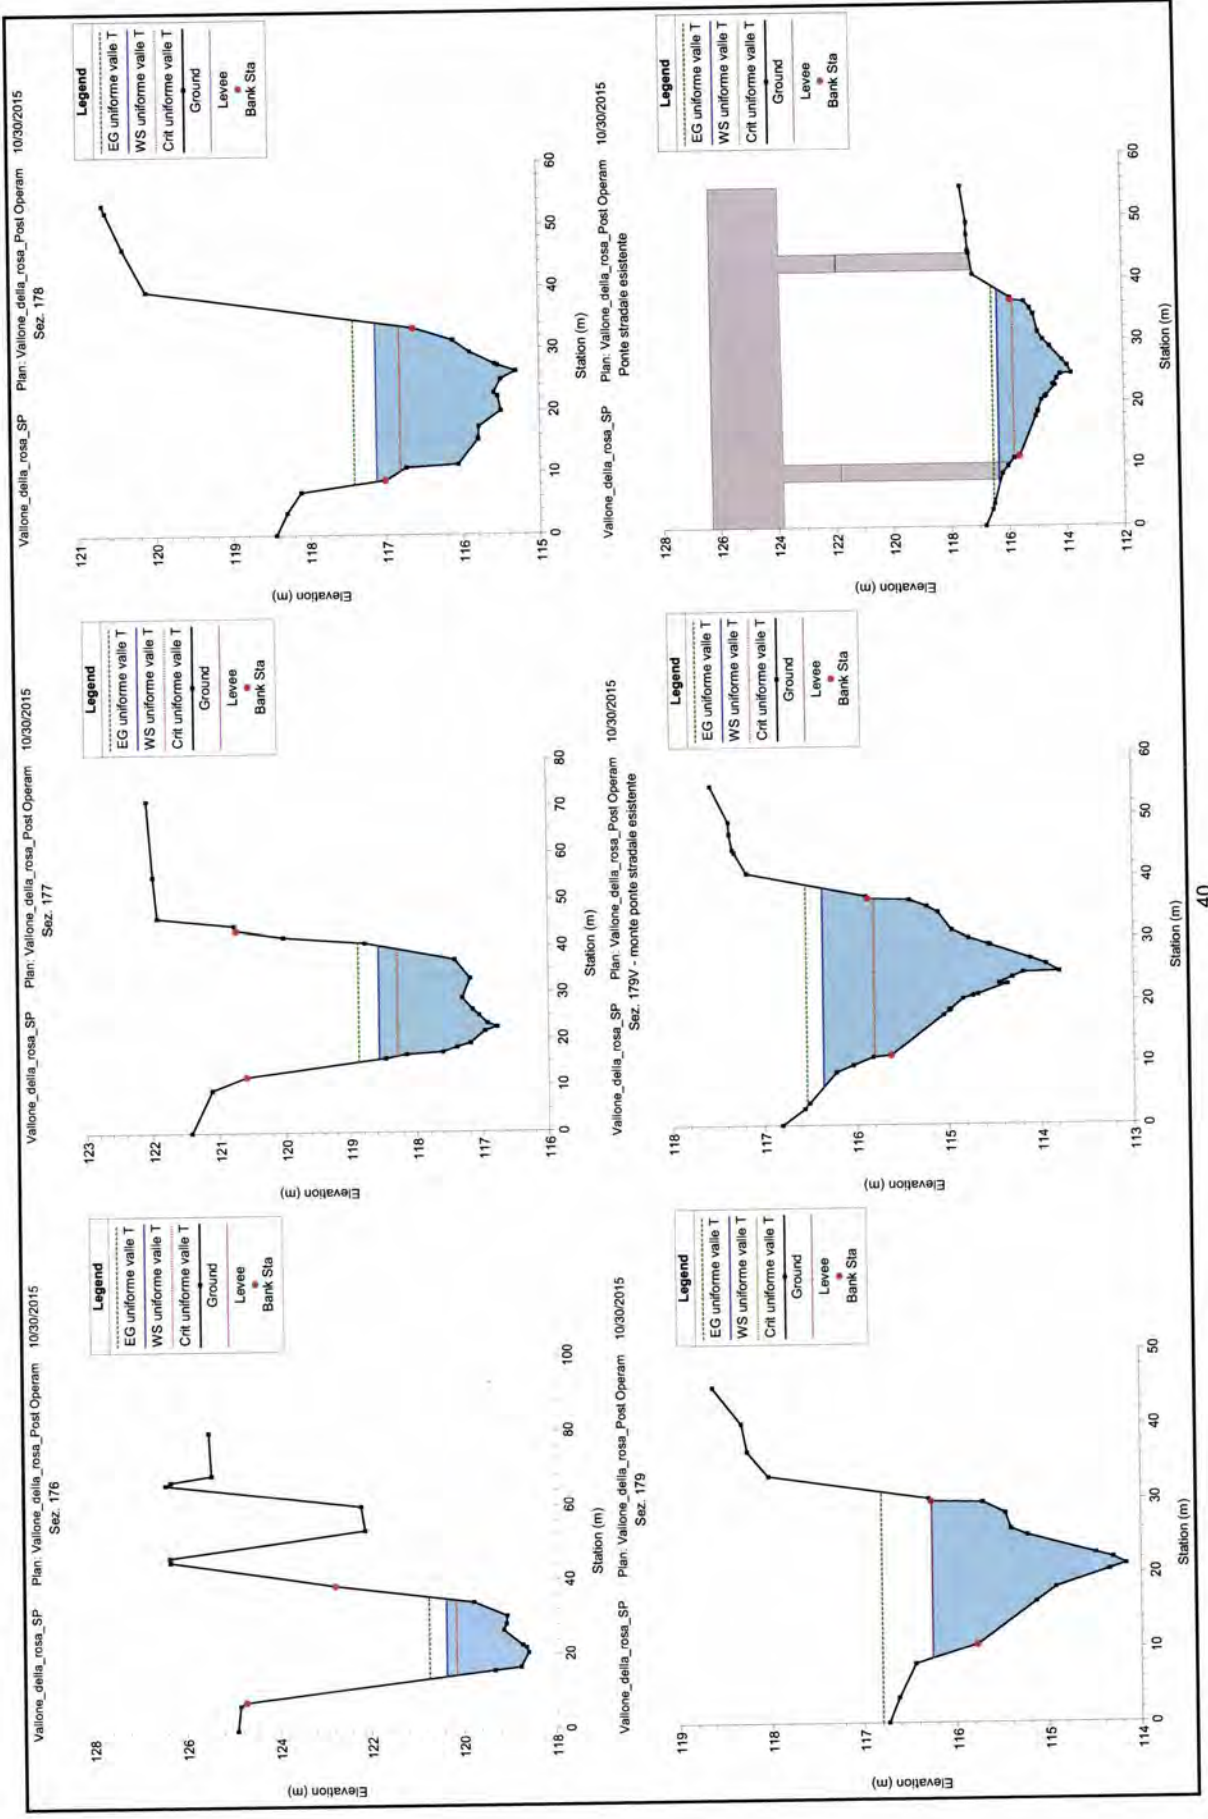 Vallone_della_rosa_SP Plan: Vallone_della_rosa_Post Operam 10/30/2015
Sez. 176
Legend
EG uniforme valle T
WS uniforme valle T
Crit uniforme valle T
Ground
Levee
Bank Sta
128
126
124
122
120
118
Elevation (m)
0
20
40
60
80
100
Station (m)
Vallone_della_rosa_SP Plan: Vallone_della_rosa_Post Operam 10/30/2015
Sez. 177
Legend
EG uniforme valle T
WS uniforme valle T
Crit uniforme valle T
Ground
Levee
Bank Sta
123
122
121
120
119
118
117
116
Elevation (m)
0
10
20
30
40
50
60
70
80
Station (m)
Vallone_della_rosa_SP Plan: Vallone_della_rosa_Post Operam 10/30/2015
Sez. 178
Legend
EG uniforme valle T
WS uniforme valle T
Crit uniforme valle T
Ground
Levee
Bank Sta
121
120
119
118
117
116
115
Elevation (m)
0
10
20
30
40
50
60
Station (m)
Vallone_della_rosa_SP Plan: Vallone_della_rosa_Post Operam 10/30/2015
Sez. 179
Legend
EG uniforme valle T
WS uniforme valle T
Crit uniforme valle T
Ground
Levee
Bank Sta
119
118
117
116
115
114
Elevation (m)
0
10
20
30
40
50
Station (m)
Vallone_della_rosa_SP Plan: Vallone_della_rosa_Post Operam 10/30/2015
Sez. 179V - monte ponte stradale esistente
Legend
EG uniforme valle T
WS uniforme valle T
Crit uniforme valle T
Ground
Levee
Bank Sta
118
117
116
115
114
113
Elevation (m)
0
10
20
30
40
50
60
Station (m)
Vallone_della_rosa_SP Plan: Vallone_della_rosa_Post Operam 10/30/2015
Ponte stradale esistente
Legend
EG uniforme valle T
WS uniforme valle T
Crit uniforme valle T
Ground
Levee
Bank Sta
128
126
124
122
120
118
116
114
112
Elevation (m)
0
10
20
30
40
50
60
Station (m)
40